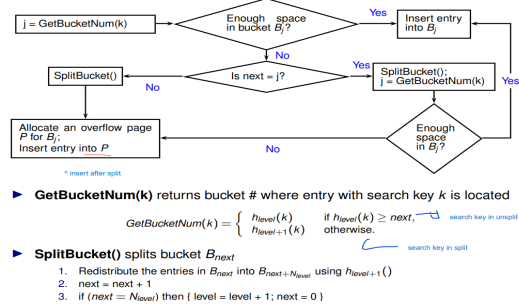 j = GetBucketNum(k)
Enough space
in bucket Bj?
Yes
Insert entry
into Bj
No
SplitBucket()
No
Is next = j?
Yes
SplitBucket();
j = GetBucketNum(k)
Yes
Allocate an overflow page
P for Bj;
Insert entry into P
No
Enough
space
in Bj?
^ insert after split
► GetBucketNum(k) returns bucket # where entry with search key k is located
GetBucketNum(k) = { hlevel(k) if hlevel(k) ≥ next, search key in unsplit
hlevel+1(k) otherwise.
search key in split
► SplitBucket() splits bucket Bnext
1. Redistribute the entries in Bnext into Bnext+Nlevel using hlevel+1()
2. next = next + 1
3. if (next = Nlevel) then { level = level + 1; next = 0 }